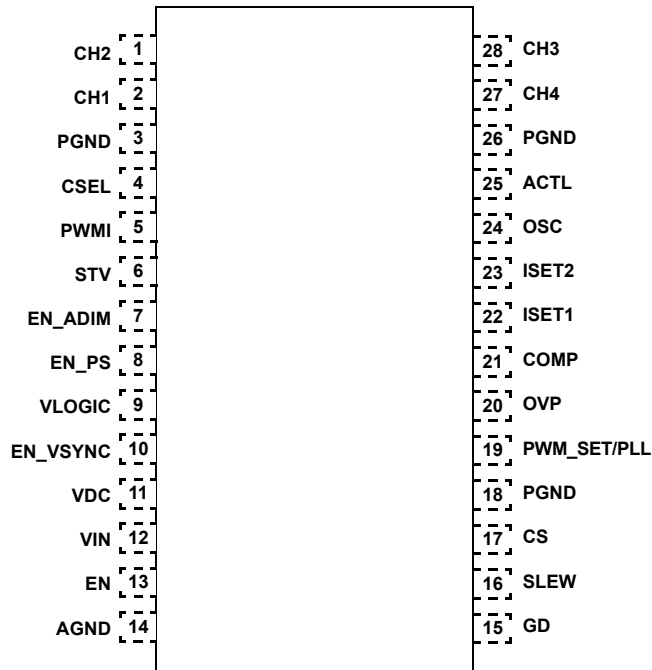 CH2 1 28 CH3
CH1 2 27 CH4
PGND 3 26 PGND
CSEL 4 25 ACTL
PWMI 5 24 OSC
STV 6 23 ISET2
EN_ADIM 7 22 ISET1
EN_PS 8 21 COMP
VLOGIC 9 20 OVP
EN_VSYNC 10 19 PWM_SET/PLL
VDC 11 18 PGND
VIN 12 17 CS
EN 13 16 SLEW
AGND 14 15 GD